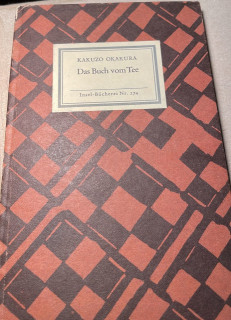 KAKUZO OKAKURA
Das Buch vom Tee
Insel-Bücherei Nr. 274